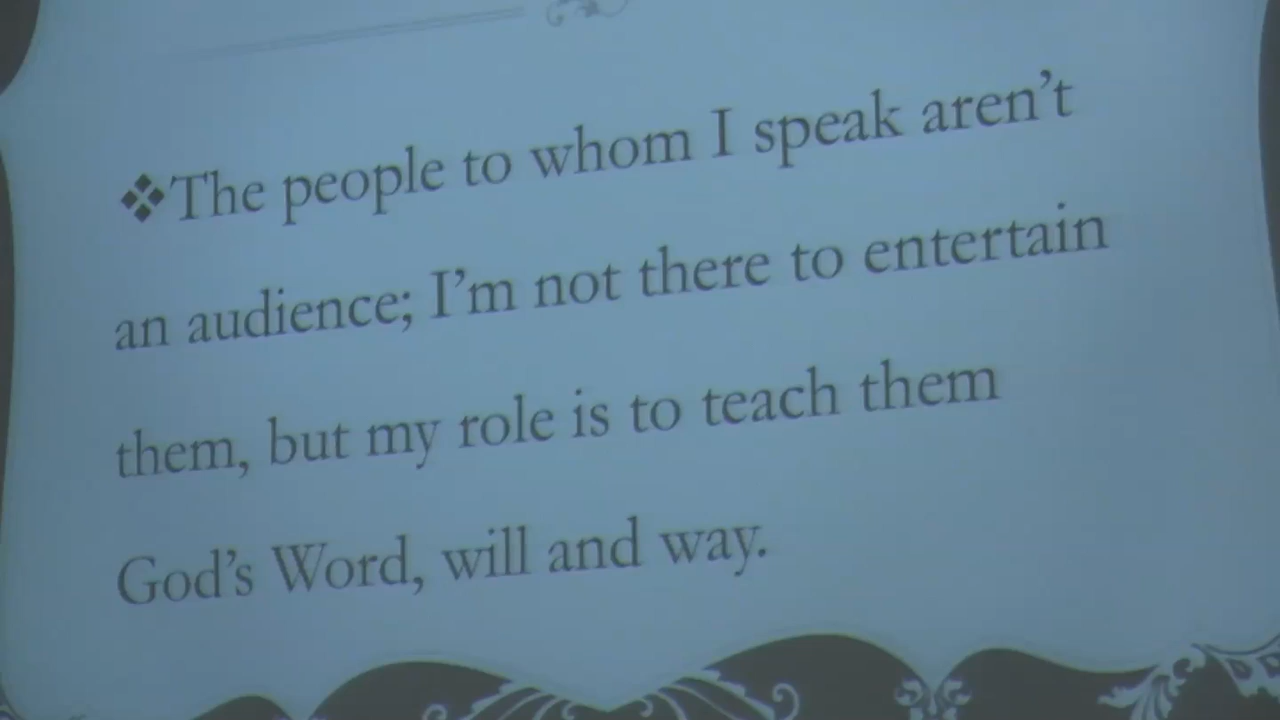 ❖The people to whom I speak aren't
an audience; I'm not there to entertain
them, but my role is to teach them
God's Word, will and way.